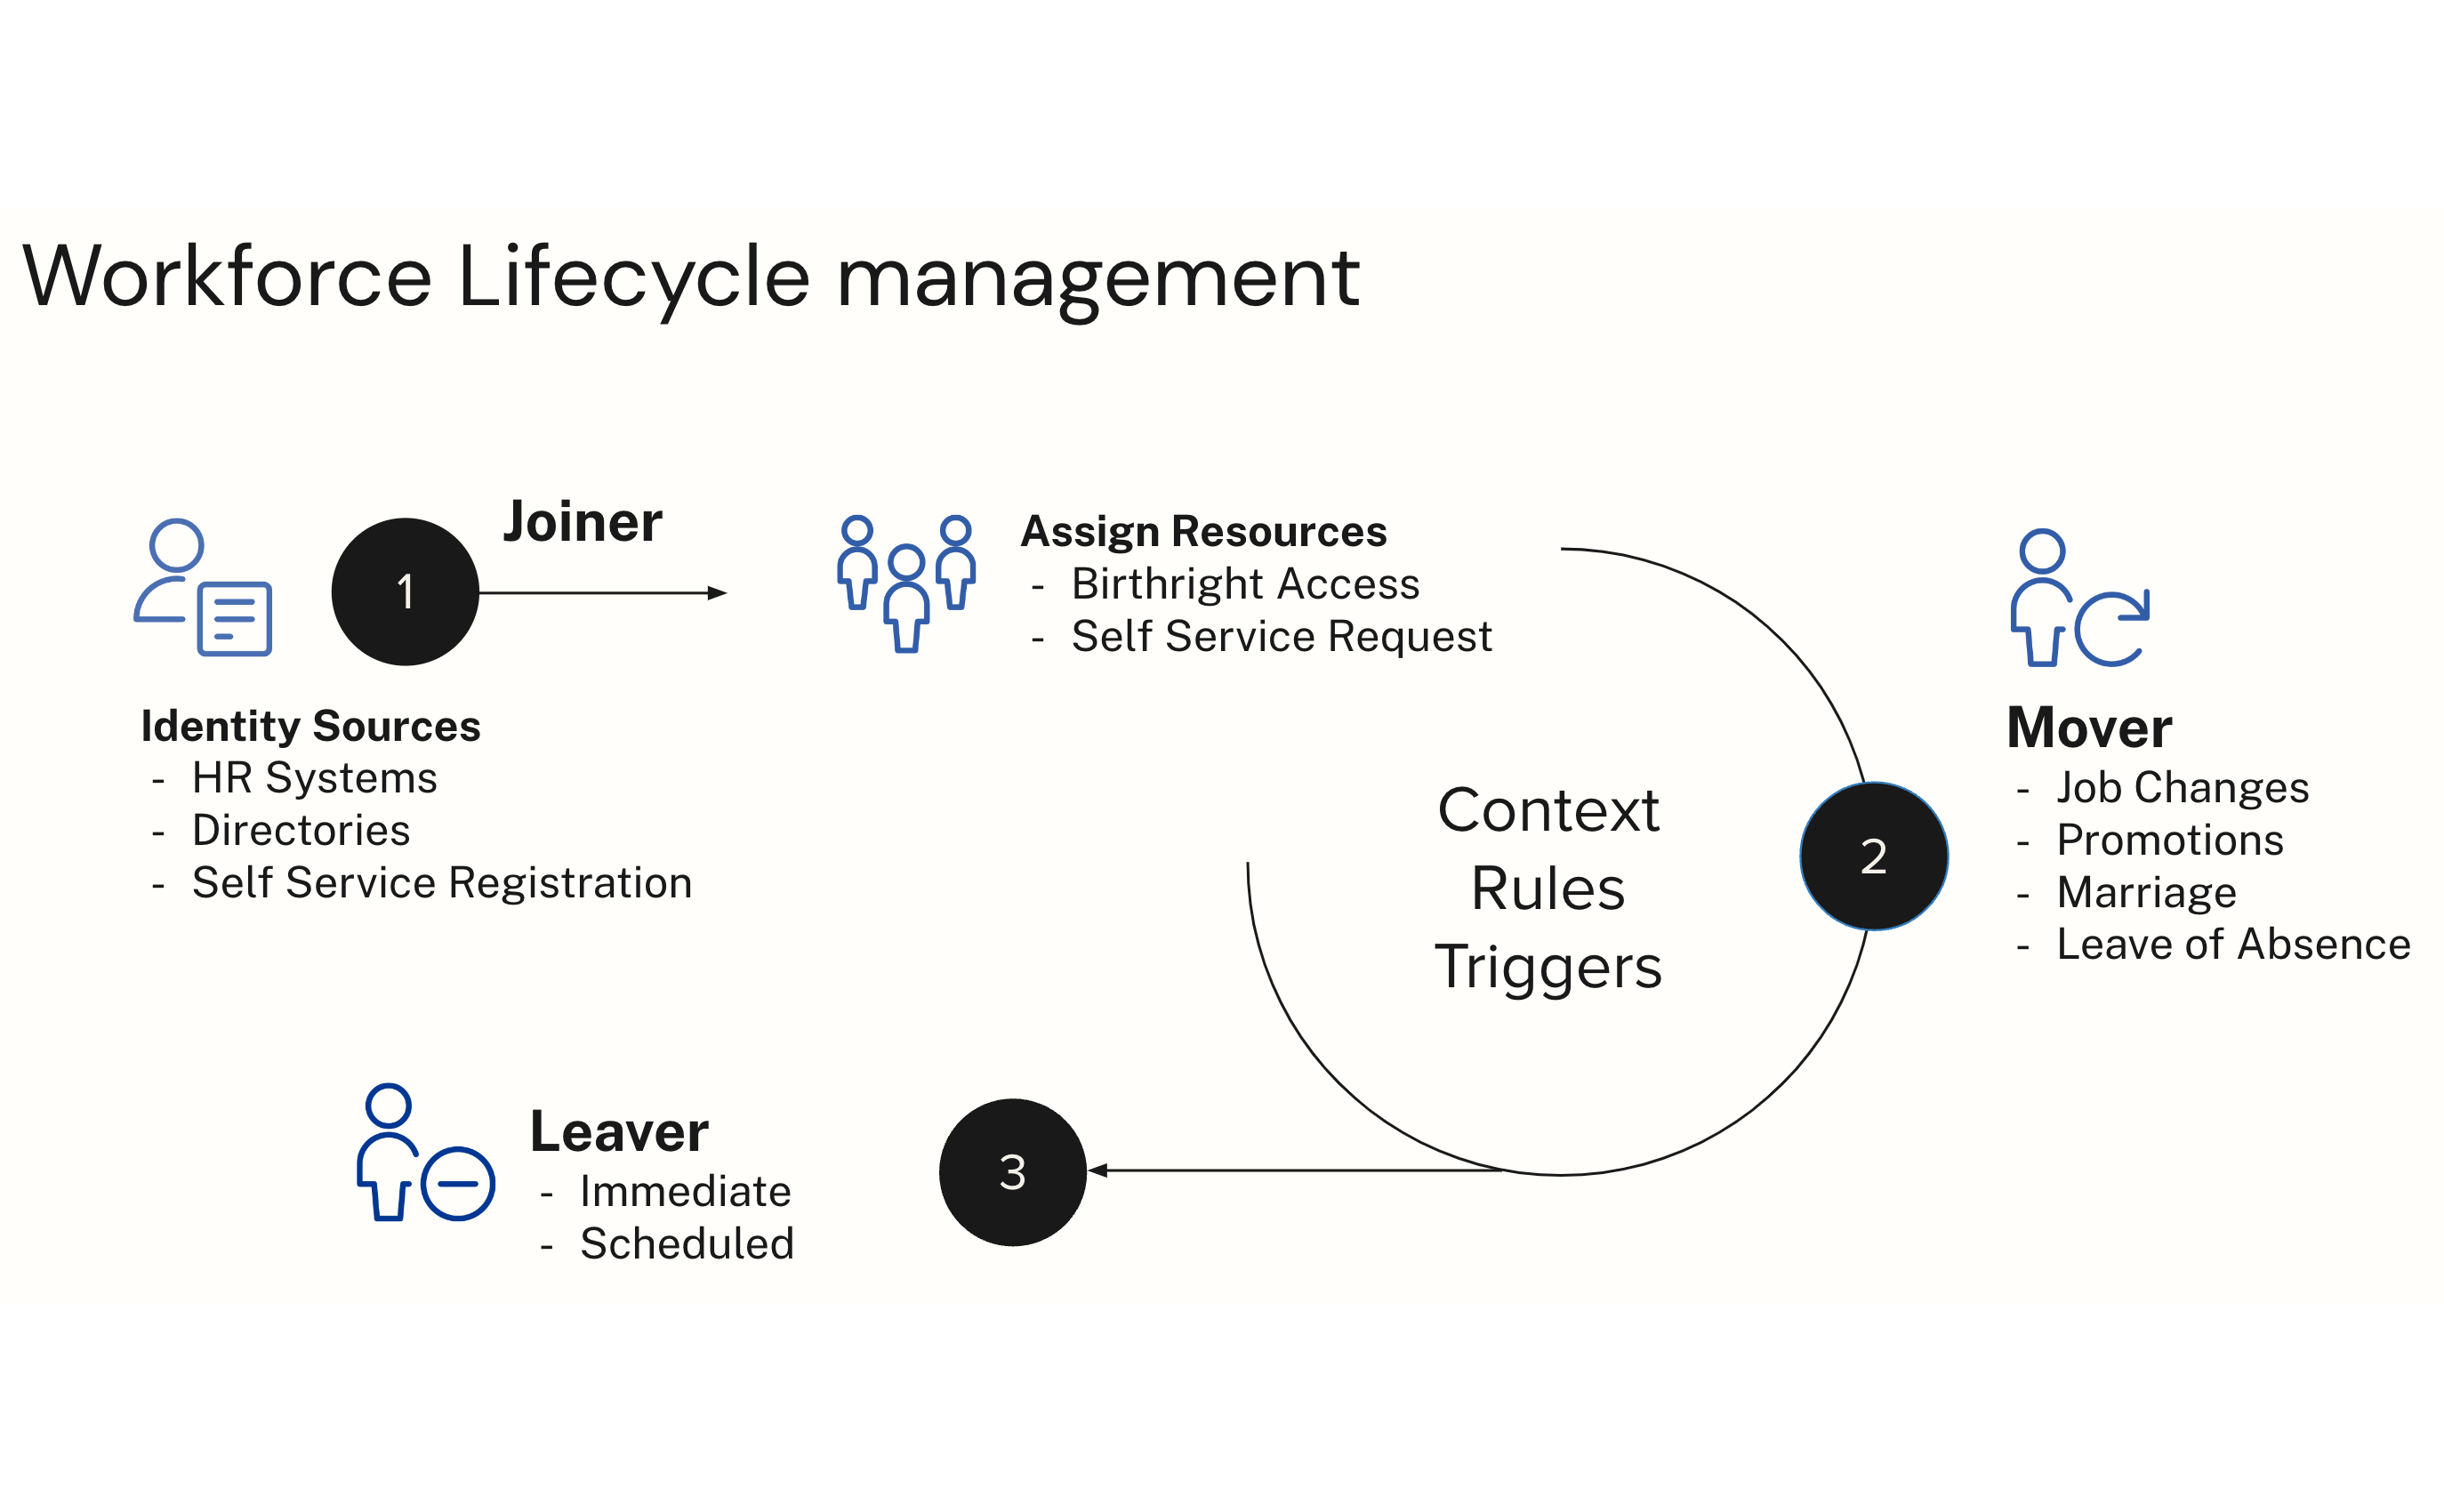 Workforce Lifecycle management
1
Joiner
Identity Sources
- HR Systems
- Directories
- Self Service Registration
Assign Resources
- Birthright Access
- Self Service Request
Context
Rules
Triggers
2
Mover
- Job Changes
- Promotions
- Marriage
- Leave of Absence
3
Leaver
- Immediate
- Scheduled